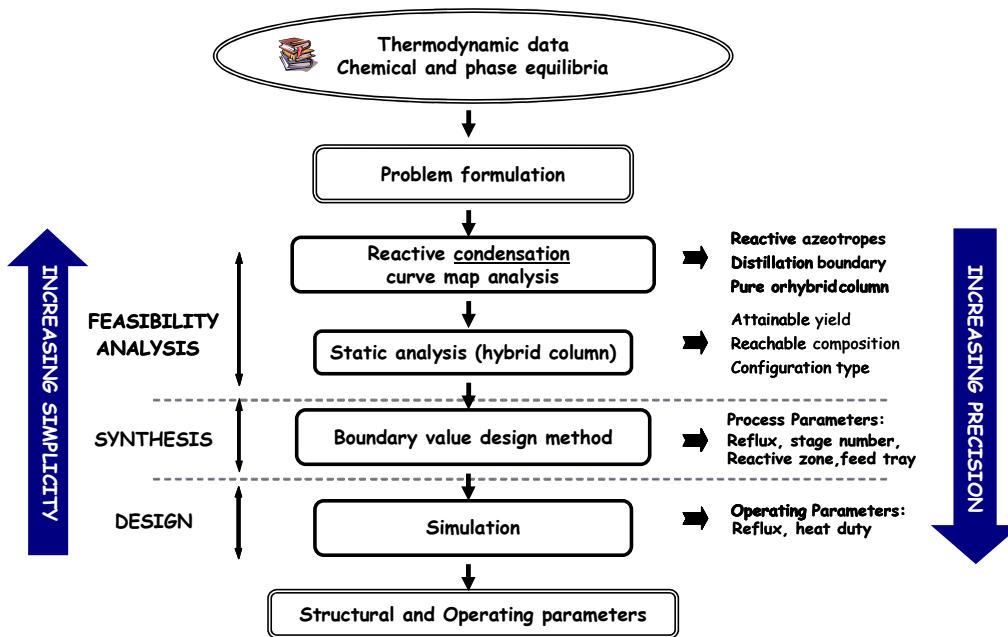 Thermodynamic data
Chemical and phase equilibria
Problem formulation
Reactive condensation
curve map analysis
Reactive azeotropes
Distillation boundary
Pure orhybrid column
INCREASING SIMPLICITY
FEASIBILITY
ANALYSIS
Static analysis (hybrid column)
Attainable yield
Reachable composition
Configuration type
INCREASING PRECISION
SYNTHESIS
Boundary value design method
Process Parameters:
Reflux, stage number,
Reactive zone,feed tray
DESIGN
Simulation
Operating Parameters:
Reflux, heat duty
Structural and Operating parameters